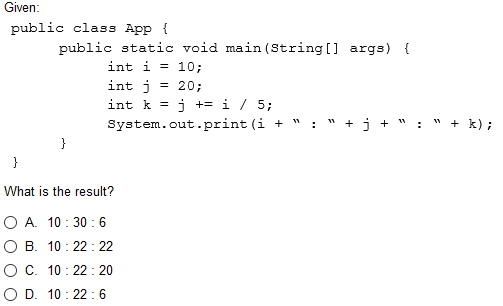 Given:
public class App {
public static void main(String[] args) {
int i = 10;
int j = 20;
int k = j += i / 5;
System.out.print(i + " : " + j + " : " + k);
}
}
What is the result?
A. 10 : 30 : 6
B. 10 : 22 : 22
C. 10 : 22 : 20
D. 10 : 22 : 6